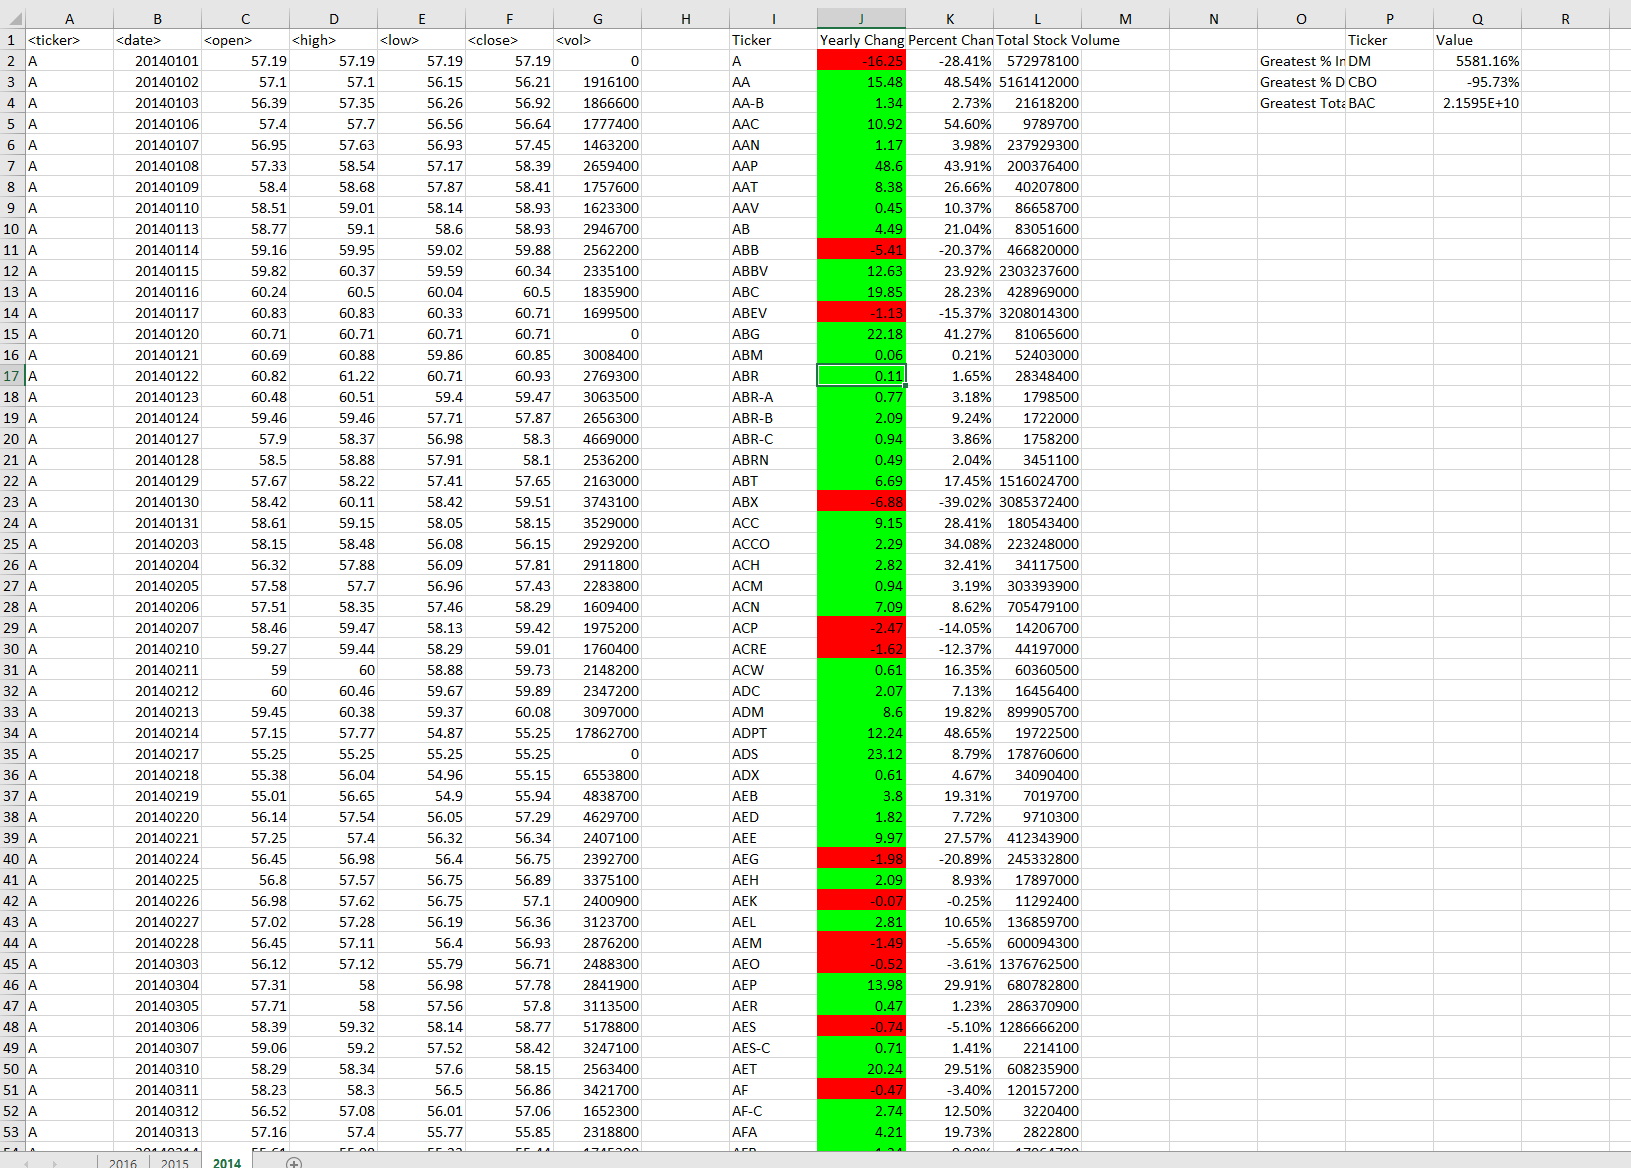 A B C D E F G H I J K L M N O P Q R
1 <ticker> <date> <open> <high> <low> <close> <vol> Ticker Yearly Chang Percent Chan Total Stock Volume Ticker Value
2 A 20140101 57.19 57.19 57.19 57.19 0 A -16.25 -28.41% 572978100 Greatest % In DM 5581.16%
3 A 20140102 57.1 57.1 56.15 56.21 1916100 AA 15.48 48.54% 5161412000 Greatest % D CBO -95.73%
4 A 20140103 56.39 57.35 56.26 56.92 1866600 AA-B 1.34 2.73% 21618200 Greatest Tota BAC 2.1595E+10
5 A 20140106 57.4 57.7 56.56 56.64 1777400 AAC 10.92 54.60% 9789700
6 A 20140107 56.95 57.63 56.93 57.45 1463200 AAN 1.17 3.98% 237929300
7 A 20140108 57.33 58.54 57.17 58.39 2659400 AAP 48.6 43.91% 200376400
8 A 20140109 58.4 58.68 57.87 58.41 1757600 AAT 8.38 26.66% 40207800
9 A 20140110 58.51 59.01 58.14 58.93 1623300 AAV 0.45 10.37% 86658700
10 A 20140113 58.77 59.1 58.6 58.93 2946700 AB 4.49 21.04% 83051600
11 A 20140114 59.16 59.95 59.02 59.88 2562200 ABB -5.41 -20.37% 466820000
12 A 20140115 59.82 60.37 59.59 60.34 2335100 ABBV 12.63 23.92% 2303237600
13 A 20140116 60.24 60.5 60.04 60.5 1835900 ABC 19.85 28.23% 428969000
14 A 20140117 60.83 60.83 60.33 60.71 1699500 ABEV -1.13 -15.37% 3208014300
15 A 20140120 60.71 60.71 60.71 60.71 0 ABG 22.18 41.27% 81065600
16 A 20140121 60.69 60.88 59.86 60.85 3008400 ABM 0.06 0.21% 52403000
17 A 20140122 60.82 61.22 60.71 60.93 2769300 ABR 0.11 1.65% 28348400
18 A 20140123 60.48 60.51 59.4 59.47 3063500 ABR-A 0.77 3.18% 1798500
19 A 20140124 59.46 59.46 57.71 57.87 2656300 ABR-B 2.09 9.24% 1722000
20 A 20140127 57.9 58.37 56.98 58.3 4669000 ABR-C 0.94 3.86% 1758200
21 A 20140128 58.5 58.88 57.91 58.1 2536200 ABRN 0.49 2.04% 3451100
22 A 20140129 57.67 58.22 57.41 57.65 2163000 ABT 6.69 17.45% 1516024700
23 A 20140130 58.42 60.11 58.42 59.51 3743100 ABX -6.88 -39.02% 3085372400
24 A 20140131 58.61 59.15 58.05 58.15 3529000 ACC 9.15 28.41% 180543400
25 A 20140203 58.15 58.48 56.08 56.15 2929200 ACCO 2.29 34.08% 223248000
26 A 20140204 56.32 57.88 56.09 57.81 2911800 ACH 2.82 32.41% 34117500
27 A 20140205 57.58 57.7 56.96 57.43 2283800 ACM 0.94 3.19% 303393900
28 A 20140206 57.51 58.35 57.46 58.29 1609400 ACN 7.09 8.62% 705479100
29 A 20140207 58.46 59.47 58.13 59.42 1975200 ACP -2.47 -14.05% 14206700
30 A 20140210 59.27 59.44 58.29 59.01 1760400 ACRE -1.62 -12.37% 44197000
31 A 20140211 59 60 58.88 59.73 2148200 ACW 0.61 16.35% 60360500
32 A 20140212 60 60.46 59.67 59.89 2347200 ADC 2.07 7.13% 16456400
33 A 20140213 59.45 60.38 59.37 60.08 3097000 ADM 8.6 19.82% 899905700
34 A 20140214 57.15 57.77 54.87 55.25 17862700 ADPT 12.24 48.65% 19722500
35 A 20140217 55.25 55.25 55.25 55.25 0 ADS 23.12 8.79% 178760600
36 A 20140218 55.38 56.04 54.96 55.15 6553800 ADX 0.61 4.67% 34090400
37 A 20140219 55.01 56.65 54.9 55.94 4838700 AEB 3.8 19.31% 7019700
38 A 20140220 56.14 57.54 56.05 57.29 4629700 AED 1.82 7.72% 9710300
39 A 20140221 57.25 57.4 56.32 56.34 2407100 AEE 9.97 27.57% 412343900
40 A 20140224 56.45 56.98 56.4 56.75 2392700 AEG -1.98 -20.89% 245332800
41 A 20140225 56.8 57.57 56.75 56.89 3375100 AEH 2.09 8.93% 17897000
42 A 20140226 56.98 57.62 56.75 57.1 2400900 AEK -0.07 -0.25% 11292400
43 A 20140227 57.02 57.28 56.19 56.36 3123700 AEL 2.81 10.65% 136859700
44 A 20140228 56.45 57.11 56.4 56.93 2876200 AEM -1.49 -5.65% 600094300
45 A 20140303 56.12 57.12 55.79 56.71 2488300 AEO -0.52 -3.61% 1376762500
46 A 20140304 57.31 58 56.98 57.78 2841900 AEP 13.98 29.91% 680782800
47 A 20140305 57.71 58 57.56 57.8 3113500 AER 0.47 1.23% 286370900
48 A 20140306 58.39 59.32 58.14 58.77 5178800 AES -0.74 -5.10% 1286666200
49 A 20140307 59.06 59.2 57.52 58.42 3247100 AES-C 0.71 1.41% 2214100
50 A 20140310 58.29 58.34 57.6 58.15 2563400 AET 20.24 29.51% 608235900
51 A 20140311 58.23 58.3 56.5 56.86 3421700 AF -0.47 -3.40% 120157200
52 A 20140312 56.52 57.08 56.01 57.06 1652300 AF-C 2.74 12.50% 3220400
53 A 20140313 57.16 57.4 55.77 55.85 2318800 AFA 4.21 19.73% 2822800
2016 2015 2014